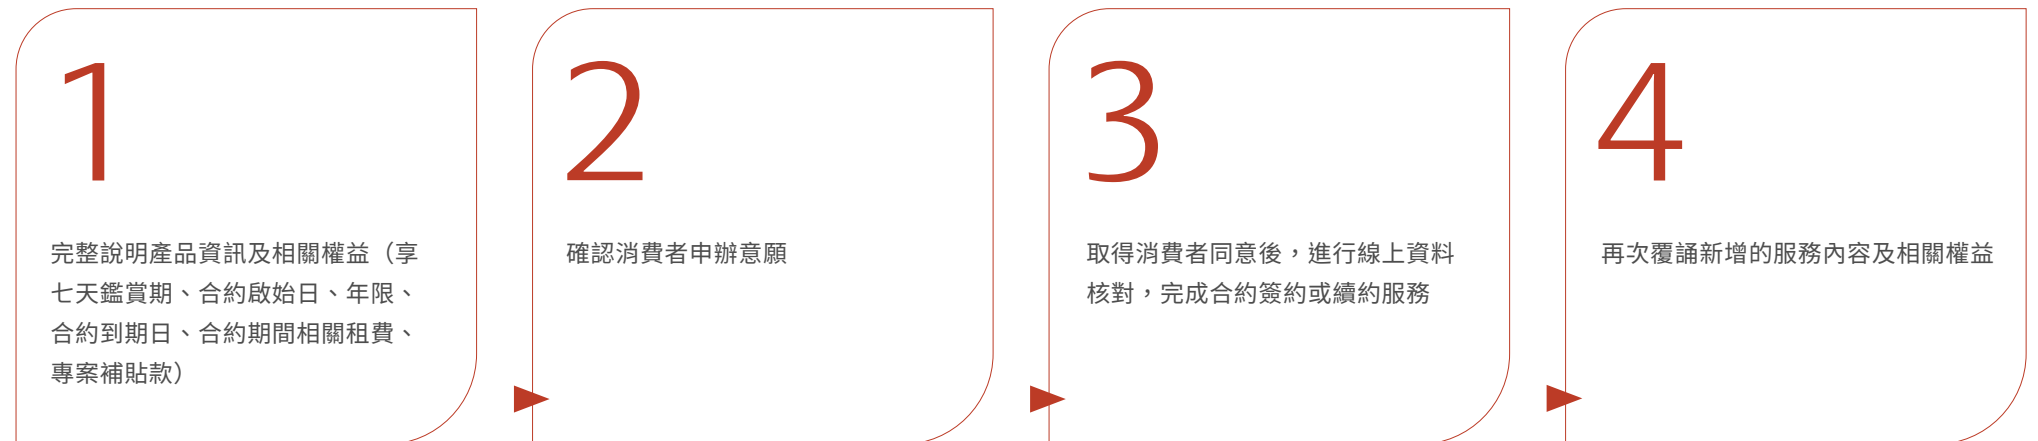 1
完整說明產品資訊及相關權益（享
七天鑑賞期、合約啟始日、年限、
合約到期日、合約期間相關租費、
專案補貼款）
2
確認消費者申辦意願
3
取得消費者同意後，進行線上資料
核對，完成合約簽約或續約服務
4
再次覆誦新增的服務內容及相關權益